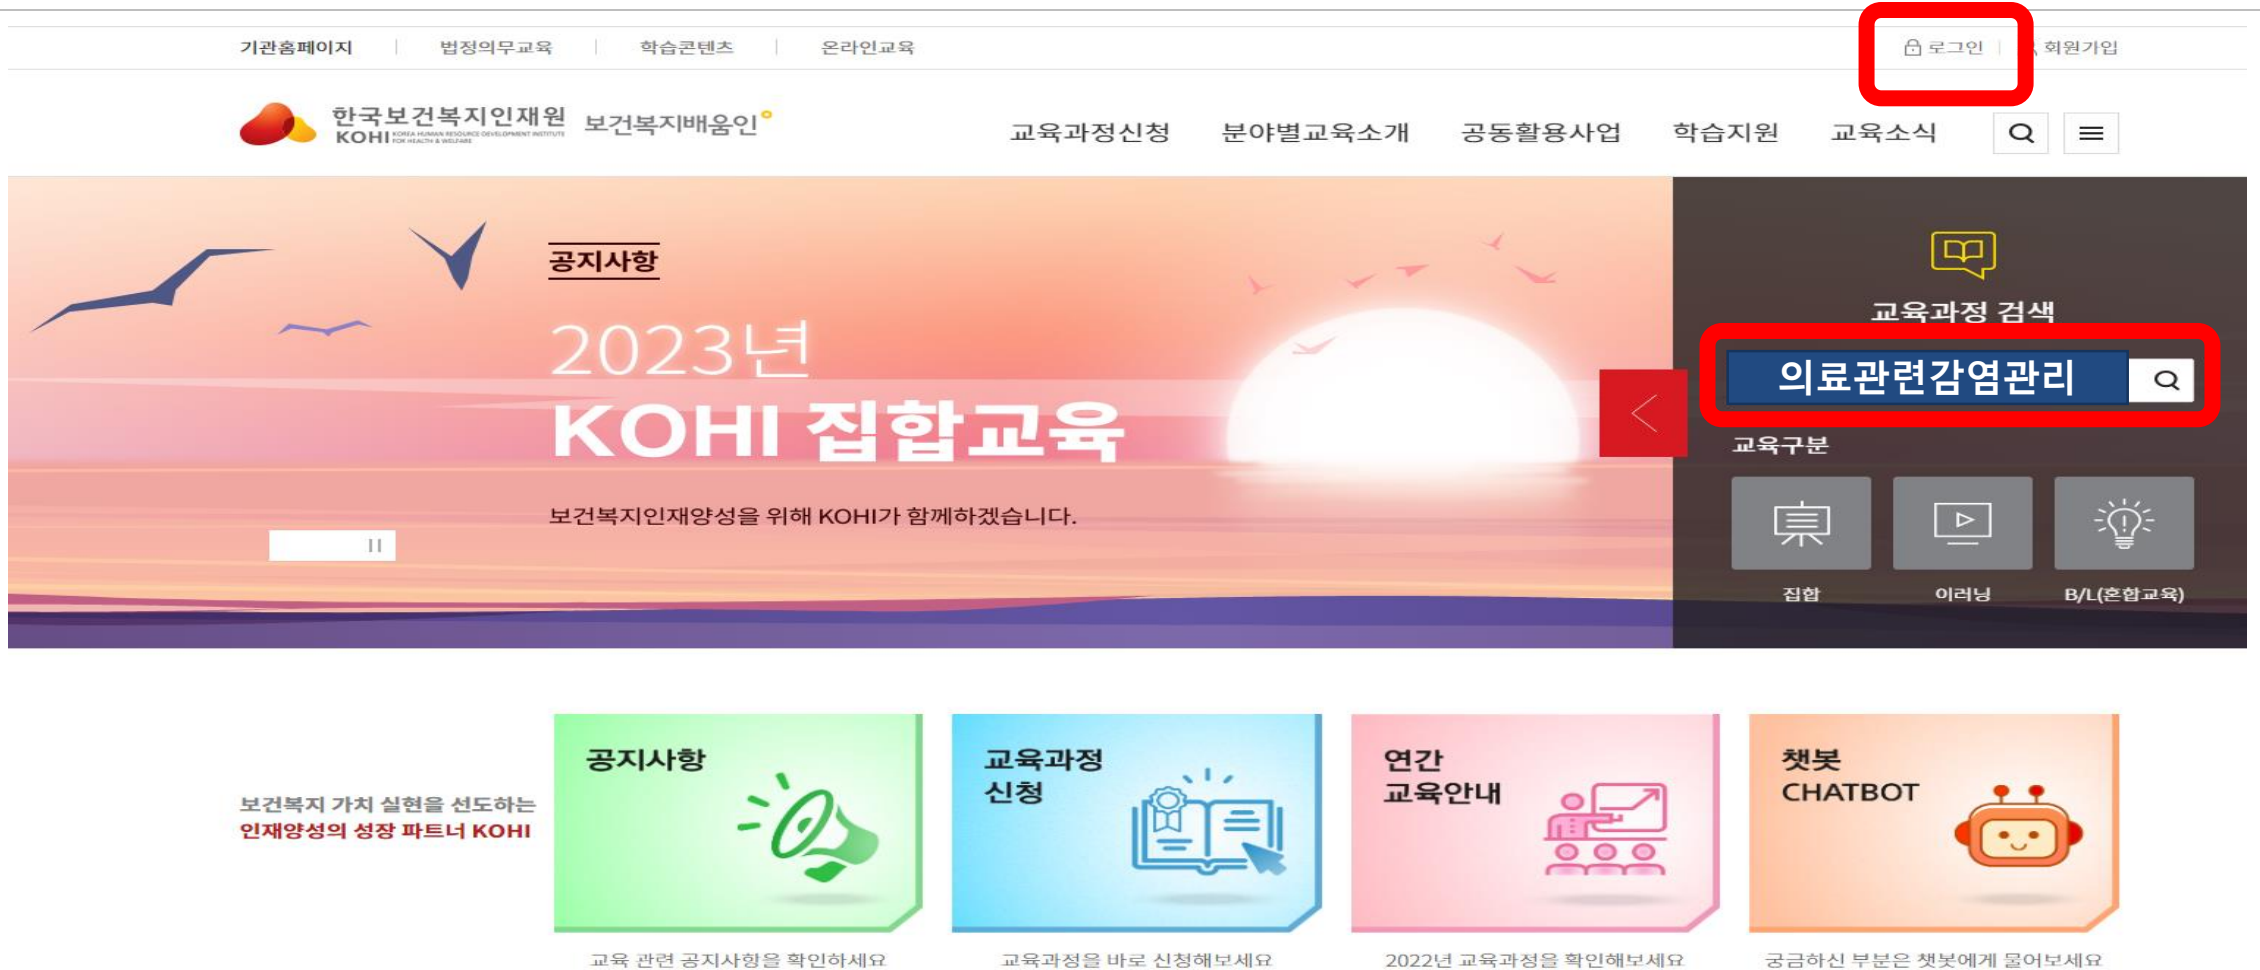 기관홈페이지
법정의무교육
학습콘텐츠
온라인교육
로그인
회원가입
한국보건복지인재원
KOHI KOREA HUMAN RESOURCE DEVELOPMENT INSTITUTE
FOR HEALTH & WELFARE
보건복지배움인
교육과정신청
분야별교육소개
공동활용사업
학습지원
교육소식
공지사항
2023년
KOHI 집합교육
보건복지인재양성을 위해 KOHI가 함께하겠습니다.
교육과정 검색
의료관련감염관리
교육구분
집합
이러닝
B/L(혼합교육)
보건복지 가치 실현을 선도하는
인재양성의 성장 파트너 KOHI
공지사항
교육 관련 공지사항을 확인하세요
교육과정
신청
교육과정을 바로 신청해보세요
연간
교육안내
2022년 교육과정을 확인해보세요
챗봇
CHATBOT
궁금하신 부분은 챗봇에게 물어보세요